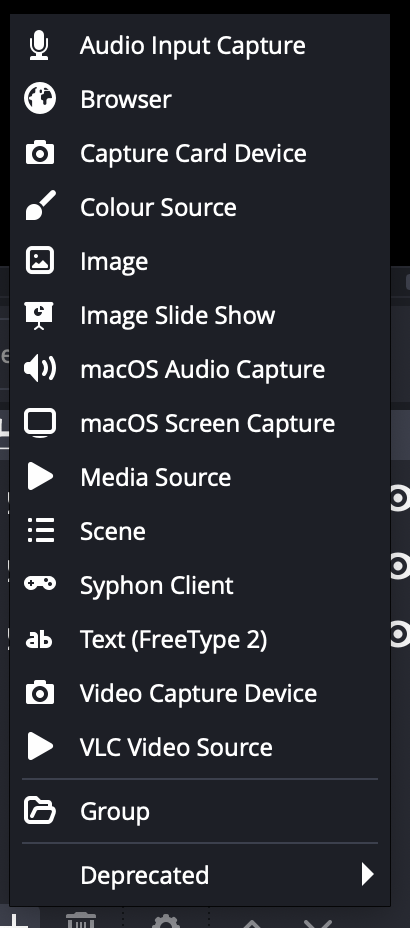 Audio Input Capture
Browser
Capture Card Device
Colour Source
Image
Image Slide Show
macOS Audio Capture
macOS Screen Capture
Media Source
Scene
Syphon Client
ab Text (FreeType 2)
Video Capture Device
VLC Video Source
Group
Deprecated